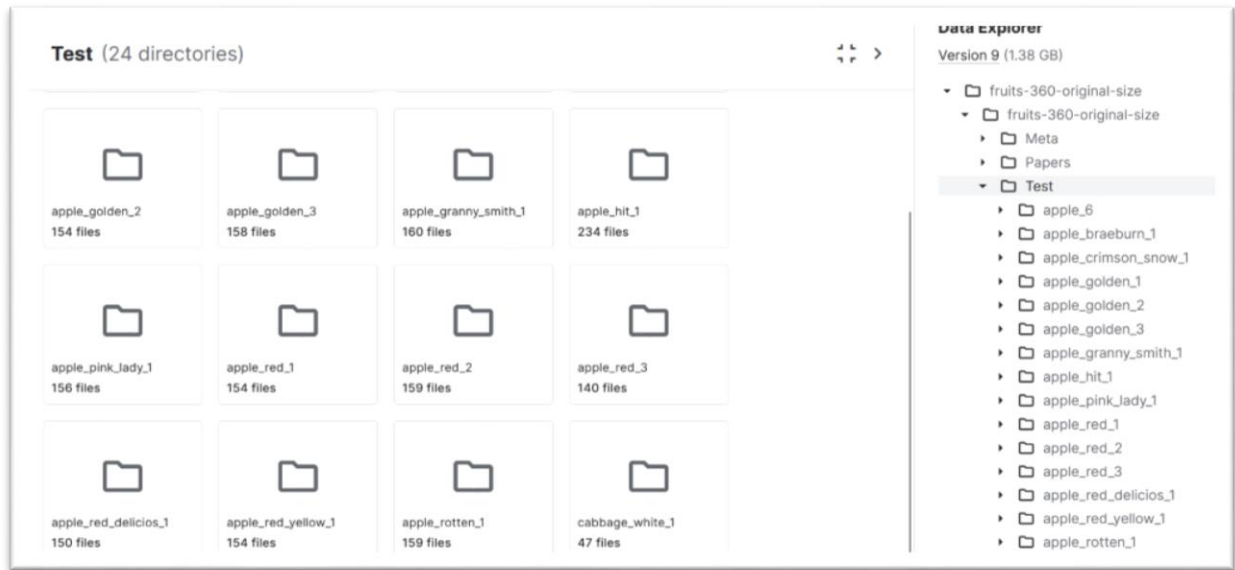 Test (24 directories)
apple_golden_2
154 files
apple_golden_3
158 files
apple_granny_smith_1
160 files
apple_hit_1
234 files
apple_pink_lady_1
156 files
apple_red_1
154 files
apple_red_2
159 files
apple_red_3
140 files
apple_red_delicios_1
150 files
apple_red_yellow_1
154 files
apple_rotten_1
159 files
cabbage_white_1
47 files
Data Explorer
Version 9 (1.38 GB)
fruits-360-original-size
fruits-360-original-size
Meta
Papers
Test
apple_6
apple_braeburn_1
apple_crimson_snow_1
apple_golden_1
apple_golden_2
apple_golden_3
apple_granny_smith_1
apple_hit_1
apple_pink_lady_1
apple_red_1
apple_red_2
apple_red_3
apple_red_delicios_1
apple_red_yellow_1
apple_rotten_1